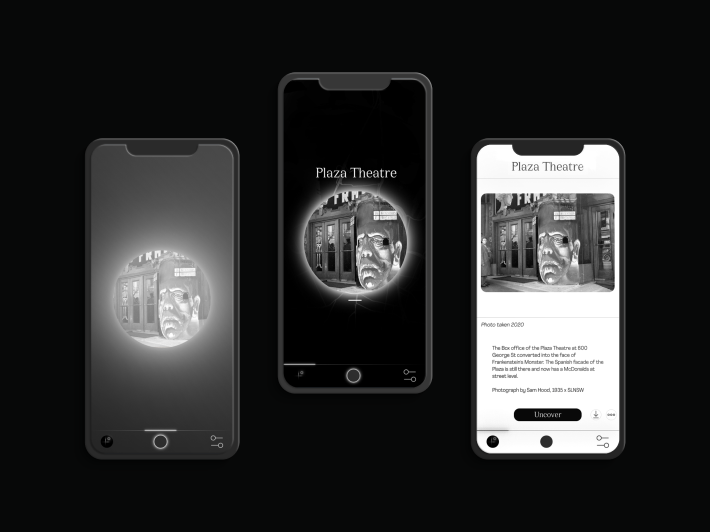 Plaza Theatre
Plaza Theatre
Photo taken 2020
The Box office of the Plaza Theatre at 600
George St converted into the face of
Frankenstein's Monster. The Spanish facade of the
Plaza is still there and now has a McDonalds at
street level.
Photograph by Sam Hood, 1935 x SLNSW
Uncover